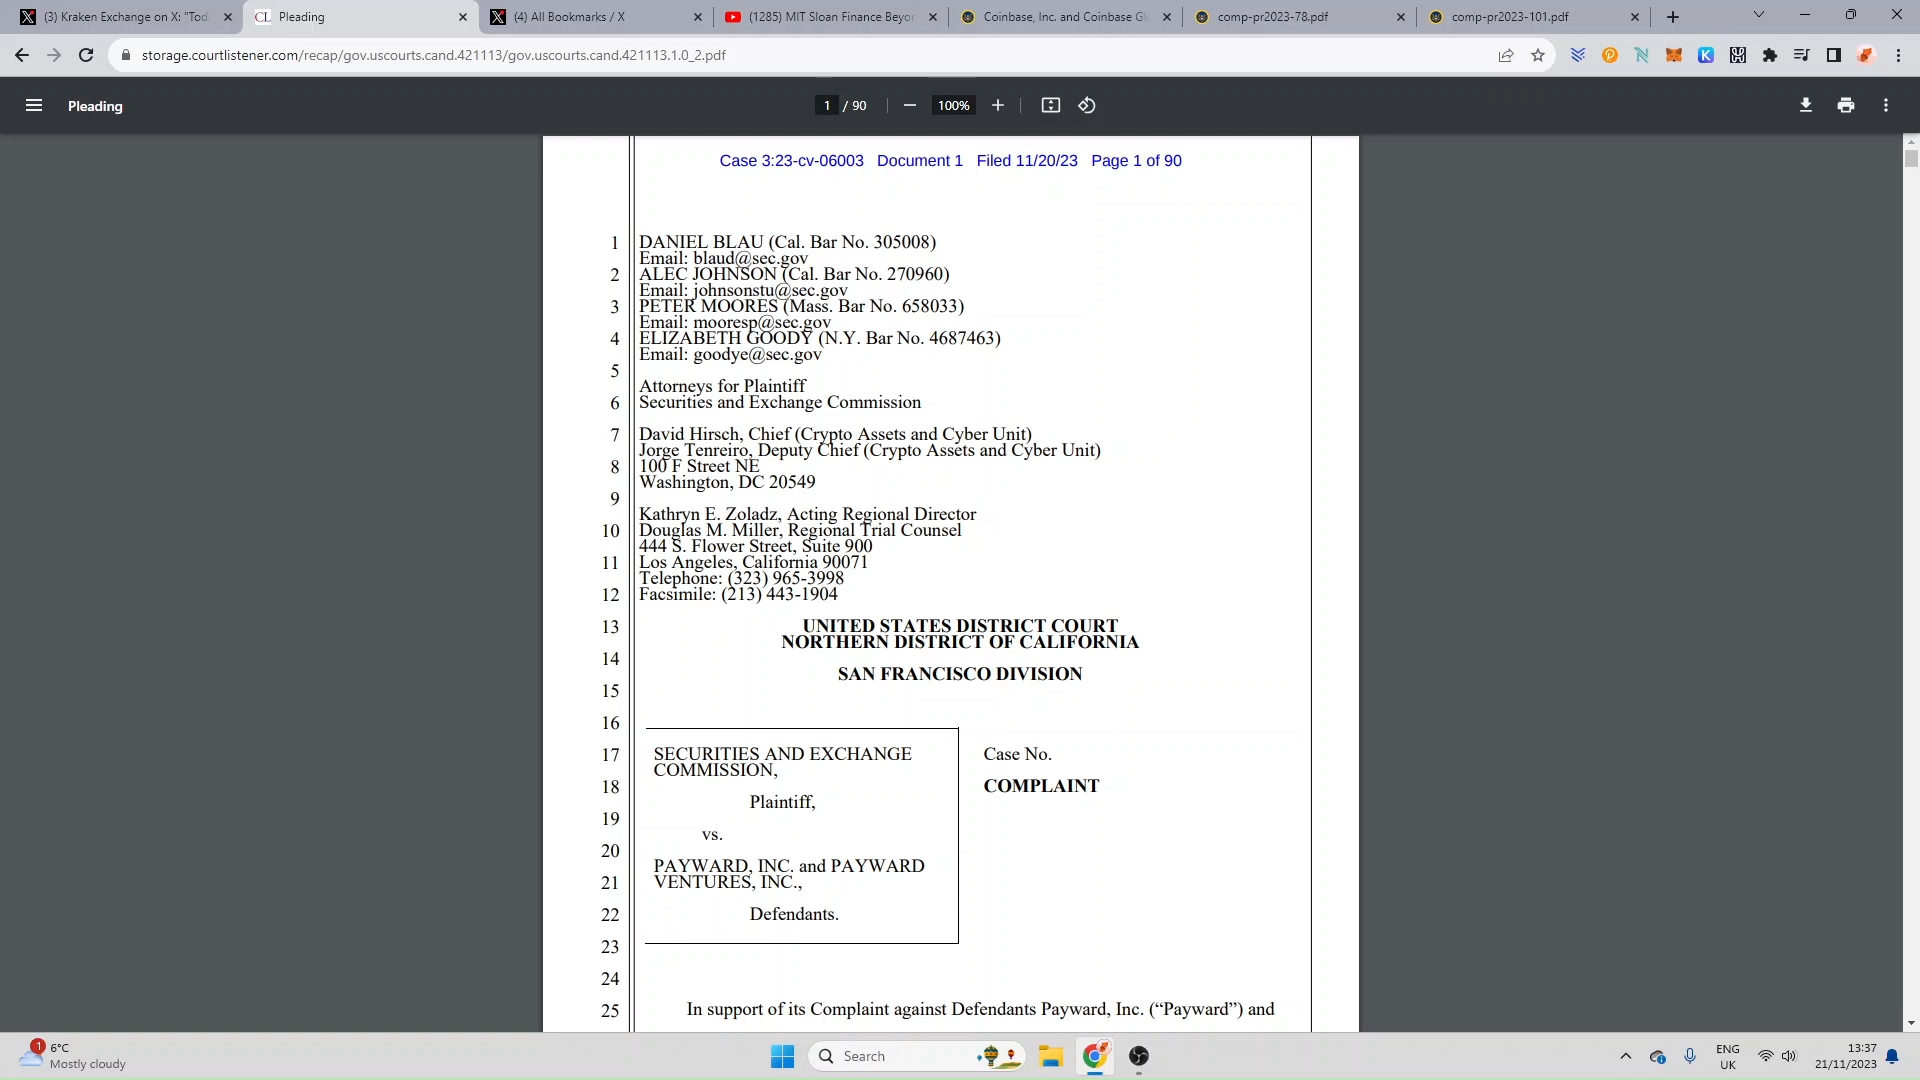 (3) Kraken Exchange on X: "Tod
Pleading
(4) All Bookmarks / X
(1285) MIT Sloan Finance Beyon
Coinbase, Inc. and Coinbase Gl
comp-pr2023-78.pdf
comp-pr2023-101.pdf
storage.courtlistener.com/recap/gov.uscourts.cand.421113/gov.uscourts.cand.421113.1.0_2.pdf
Pleading
1 / 90
100%
Case 3:23-cv-06003 Document 1 Filed 11/20/23 Page 1 of 90
1 DANIEL BLAU (Cal. Bar No. 305008)
Email: blaud@sec.gov
2 ALEC JOHNSON (Cal. Bar No. 270960)
Email: johnsonstu@sec.gov
3 PETER MOORES (Mass. Bar No. 658033)
Email: mooresp@sec.gov
4 ELIZABETH GOODY (N.Y. Bar No. 4687463)
Email: goodye@sec.gov
5
Attorneys for Plaintiff
6 Securities and Exchange Commission
7 David Hirsch, Chief (Crypto Assets and Cyber Unit)
Jorge Tenreiro, Deputy Chief (Crypto Assets and Cyber Unit)
8 100 F Street NE
Washington, DC 20549
9
Kathryn E. Zoladz, Acting Regional Director
10 Douglas M. Miller, Regional Trial Counsel
444 S. Flower Street, Suite 900
11 Los Angeles, California 90071
Telephone: (323) 965-3998
12 Facsimile: (213) 443-1904
13 UNITED STATES DISTRICT COURT
NORTHERN DISTRICT OF CALIFORNIA
14
SAN FRANCISCO DIVISION
15
16
17 SECURITIES AND EXCHANGE Case No.
COMMISSION,
18 COMPLAINT
Plaintiff,
19
vs.
20
PAYWARD, INC. and PAYWARD
21 VENTURES, INC.,
22 Defendants.
23
24
25 In support of its Complaint against Defendants Payward, Inc. (“Payward”) and
1
6°C
Mostly cloudy
Search
ENG
UK
13:37
21/11/2023